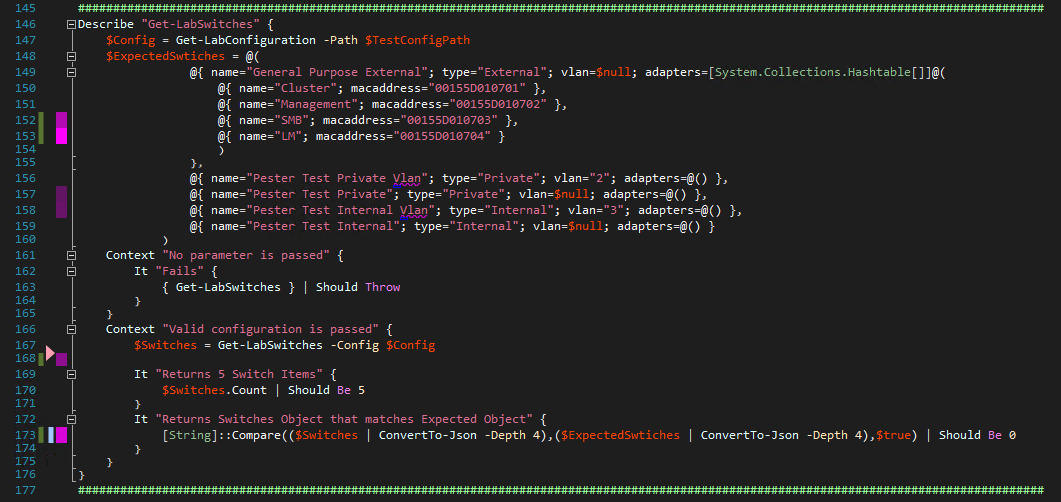 145 ##########################################################################################################################################
146 Describe "Get-LabSwitches" {
147 $Config = Get-LabConfiguration -Path $TestConfigPath
148 $ExpectedSwtiches = @(
149 @{ name="General Purpose External"; type="External"; vlan=$null; adapters=[System.Collections.Hashtable[]]@(
150 @{ name="Cluster"; macaddress="00155D010701" },
151 @{ name="Management"; macaddress="00155D010702" },
152 @{ name="SMB"; macaddress="00155D010703" },
153 @{ name="LM"; macaddress="00155D010704" }
154 )
155 },
156 @{ name="Pester Test Private Vlan"; type="Private"; vlan="2"; adapters=@() },
157 @{ name="Pester Test Private"; type="Private"; vlan=$null; adapters=@() },
158 @{ name="Pester Test Internal Vlan"; type="Internal"; vlan="3"; adapters=@() },
159 @{ name="Pester Test Internal"; type="Internal"; vlan=$null; adapters=@() }
160 )
161 Context "No parameter is passed" {
162 It "Fails" {
163 { Get-LabSwitches } | Should Throw
164 }
165 }
166 Context "Valid configuration is passed" {
167 $Switches = Get-LabSwitches -Config $Config
168
169 It "Returns 5 Switch Items" {
170 $Switches.Count | Should Be 5
171 }
172 It "Returns Switches Object that matches Expected Object" {
173 [String]::Compare(($Switches | ConvertTo-Json -Depth 4),($ExpectedSwtiches | ConvertTo-Json -Depth 4),$true) | Should Be 0
174 }
175 }
176 }
177 ##########################################################################################################################################